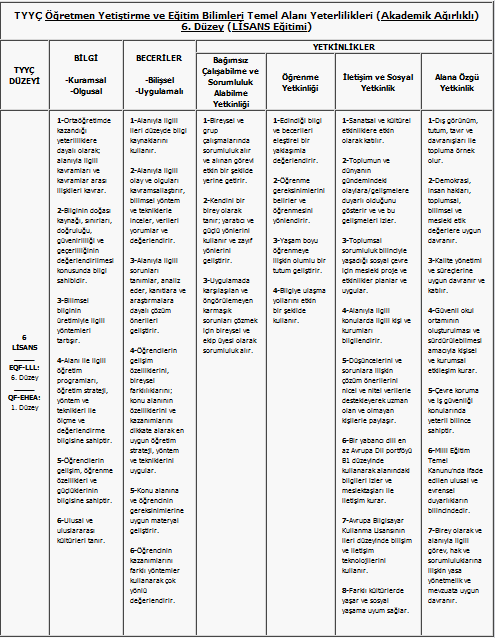 TYYÇ Öğretmen Yetiştirme ve Eğitim Bilimleri Temel Alanı Yeterlilikleri (Akademik Ağırlıklı)
6. Düzey (LİSANS Eğitimi)
TYYÇ
DÜZEYİ
BİLGİ
-Kuramsal
-Olgusal
BECERİLER
-Bilişsel
-Uygulamalı
YETKİNLİKLER
Bağımsız
Çalışabilme ve
Sorumluluk
Alabilme
Yetkinliği
Öğrenme
Yetkinliği
İletişim ve Sosyal
Yetkinlik
Alana Özgü
Yetkinlik
6
LİSANS
EQF-LLL:
6. Düzey
QF-EHEA:
1. Düzey
1-Ortaöğretimde
kazandığı
yeterliliklere
dayalı olarak;
alanıyla ilgili
kavramları ve
kavramlar arası
ilişkileri kavrar.
2-Bilginin doğası
kaynağı, sınırları,
doğruluğu,
güvenirliliği ve
geçerliliğinin
değerlendirilmesi
konusunda bilgi
sahibidir.
3-Bilimsel
bilginin
üretimiyle ilgili
yöntemleri
tartışır.
4-Alanı ile ilgili
öğretim
programları,
öğretim strateji,
yöntem ve
teknikleri ile
ölçme ve
değerlendirme
bilgisine sahiptir.
5-Öğrencilerin
gelişim, öğrenme
özellikleri ve
güçlüklerinin
bilgisine sahiptir.
6-Ulusal ve
uluslararası
kültürleri tanır.
1-Alanıyla ilgili
ileri düzeyde bilgi
kaynaklarını
kullanır.
2-Alanıyla ilgili
olay ve olguları
kavramsallaştırır,
bilimsel yöntem
ve tekniklerle
inceler, verileri
yorumlar ve
değerlendirir.
3-Alanıyla ilgili
sorunları
tanımlar, analiz
eder, kanıtlara ve
araştırmalara
dayalı çözüm
önerileri
geliştirir.
4-Öğrencilerin
gelişim
özelliklerini,
bireysel
farklılıklarını;
konu alanının
özelliklerini ve
kazanımlarını
dikkate alarak en
uygun öğretim
strateji, yöntem
ve tekniklerini
uygular.
5-Konu alanına
ve öğrencinin
gereksinimlerine
uygun materyal
geliştirir.
6-Öğrencinin
kazanımlarını
farklı yöntemler
kullanarak çok
yönlü
değerlendirir.
1-Bireysel ve
grup
çalışmalarında
sorumluluk alır
ve alınan görevi
etkin bir şekilde
yerine getirir.
2-Kendini bir
birey olarak
tanır; yaratıcı ve
güçlü yönlerini
kullanır ve zayıf
yönlerini
geliştirir.
3-Uygulamada
karşılaşılan ve
öngörülemeyen
karmaşık
sorunları çözmek
için bireysel ve
ekip üyesi olarak
sorumluluk alır.
1-Edindiği bilgi
ve becerileri
eleştirel bir
yaklaşımla
değerlendirir.
2-Öğrenme
gereksinimlerini
belirler ve
öğrenmesini
yönlendirir.
3-Yaşam boyu
öğrenmeye
ilişkin olumlu bir
tutum geliştirir.
4-Bilgiye ulaşma
yollarını etkin
bir şekilde
kullanır.
1-Sanatsal ve kültürel
etkinliklere etkin
olarak katılır.
2-Toplumun ve
dünyanın
gündemindeki
olaylara/gelişmelere
duyarlı olduğunu
gösterir ve ve bu
gelişmeleri izler.
3-Toplumsal
sorumluluk bilinciyle
yaşadığı sosyal çevre
için mesleki proje ve
etkinlikler planlar ve
uygular.
4-Alanıyla ilgili
konularda ilgili kişi ve
kurumları
bilgilendirir.
5-Düşüncelerini ve
sorunlara ilişkin
çözüm önerilerini
nicel ve nitel verilerle
destekleyerek uzman
olan ve olmayan
kişilerle paylaşır.
6-Bir yabancı dili en
az Avrupa Dil portföyü
B1 düzeyinde
kullanarak alanındaki
bilgileri izler ve
meslektaşları ile
iletişim kurar.
7-Avrupa Bilgisayar
Kullanma Lisansının
ileri düzeyinde bilişim
ve iletişim
teknolojilerini
kullanır.
8-Farklı kültürlerde
yaşar ve sosyal
yaşama uyum sağlar.
1-Dış görünüm,
tutum, tavır ve
davranışları ile
topluma örnek
olur.
2-Demokrasi,
insan hakları,
toplumsal,
bilimsel ve
mesleki etik
değerlere uygun
davranır.
3-Kalite yönetimi
ve süreçlerine
uygun davranır ve
katılır.
4-Güvenli okul
ortamının
oluşturulması ve
sürdürülebilmesi
amacıyla kişisel
ve kurumsal
etkileşim kurar.
5-Çevre koruma
ve iş güvenliği
konularında
yeterli bilince
sahiptir.
6-Milli Eğitim
Temel
Kanunu'nda ifade
edilen ulusal ve
evrensel
duyarlıkların
bilincindedir.
7-Birey olarak ve
alanıyla ilgili
görev, hak ve
sorumluluklarına
ilişkin yasa
yönetmelik ve
mevzuata uygun
davranır.